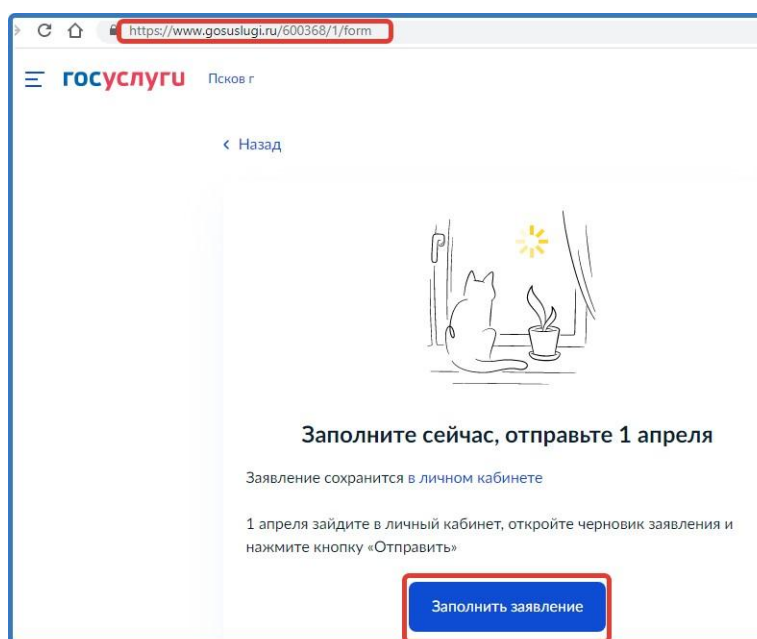 https://www.gosuslugi.ru/600368/1/form
госуслуги
Псков г
Назад
Заполните сейчас, отправьте 1 апреля
Заявление сохранится в личном кабинете
1 апреля зайдите в личный кабинет, откройте черновик заявления и
нажмите кнопку «Отправить»
Заполнить заявление